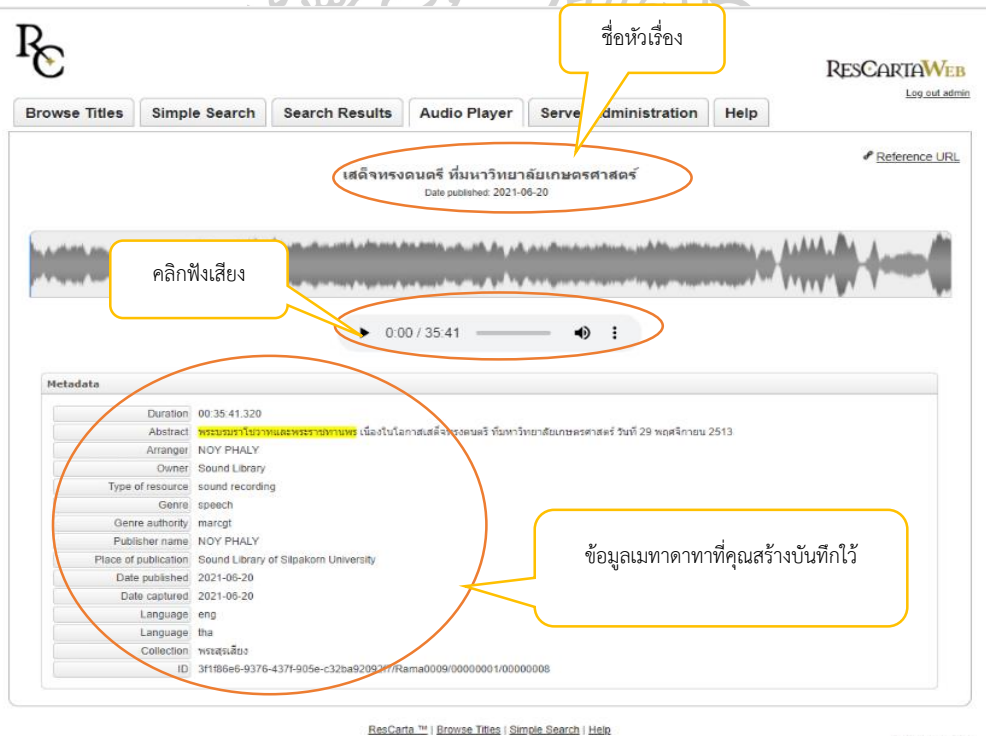 ชื่อหัวเรื่อง
RC
RESCARTAWEB
Log out admin
Browse Titles
Simple Search
Search Results
Audio Player
Server Administration
Help
Reference URL
เสด็จทรงดนตรี ที่มหาวิทยาลัยเกษตรศาสตร์
Date published: 2021-06-20
คลิกฟังเสียง
0:00 / 35:41
Metadata
Duration 00:35:41.320
Abstract พระบรมราโชวาทและพระราชทานพร เนื่องในโอกาสเสด็จทรงดนตรี ที่มหาวิทยาลัยเกษตรศาสตร์ วันที่ 29 พฤศจิกายน 2513
Arranger NOY PHALY
Owner Sound Library
Type of resource sound recording
Genre speech
Genre authority marcgt
Publisher name NOY PHALY
Place of publication Sound Library of Silpakorn University
Date published 2021-06-20
Date captured 2021-06-20
Language eng
Language tha
Collection พระสุรเสียง
ID
ข้อมูลเมทาดาทาที่คุณสร้างบันทึกใว้
ResCarta ™ | Browse Titles | Simple Search | Help